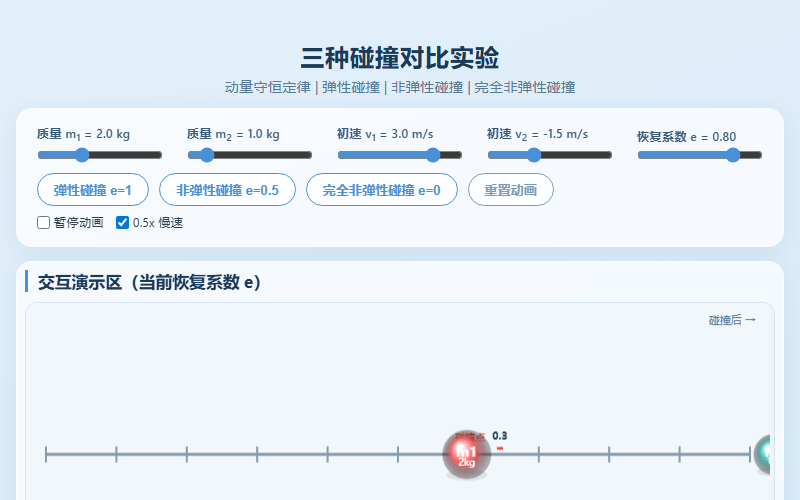 三种碰撞对比实验
动量守恒定律 | 弹性碰撞 | 非弹性碰撞 | 完全非弹性碰撞
质量 m₁ = 2.0 kg
质量 m₂ = 1.0 kg
初速 v₁ = 3.0 m/s
初速 v₂ = -1.5 m/s
恢复系数 e = 0.80
弹性碰撞 e=1
非弹性碰撞 e=0.5
完全非弹性碰撞 e=0
重置动画
暂停动画
0.5x 慢速
交互演示区（当前恢复系数 e）
碰撞后 →
0.3
m1
2kg